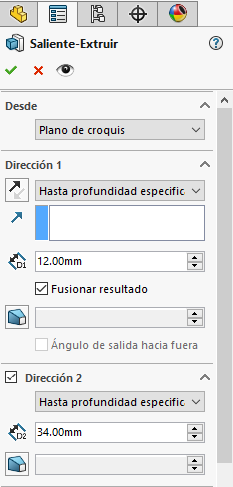 Saliente-Extruir
Desde
Plano de croquis
Dirección 1
Hasta profundidad especific
D1
12.00mm
Fusionar resultado
Ángulo de salida hacia fuera
Dirección 2
Hasta profundidad especific
D2
34.00mm